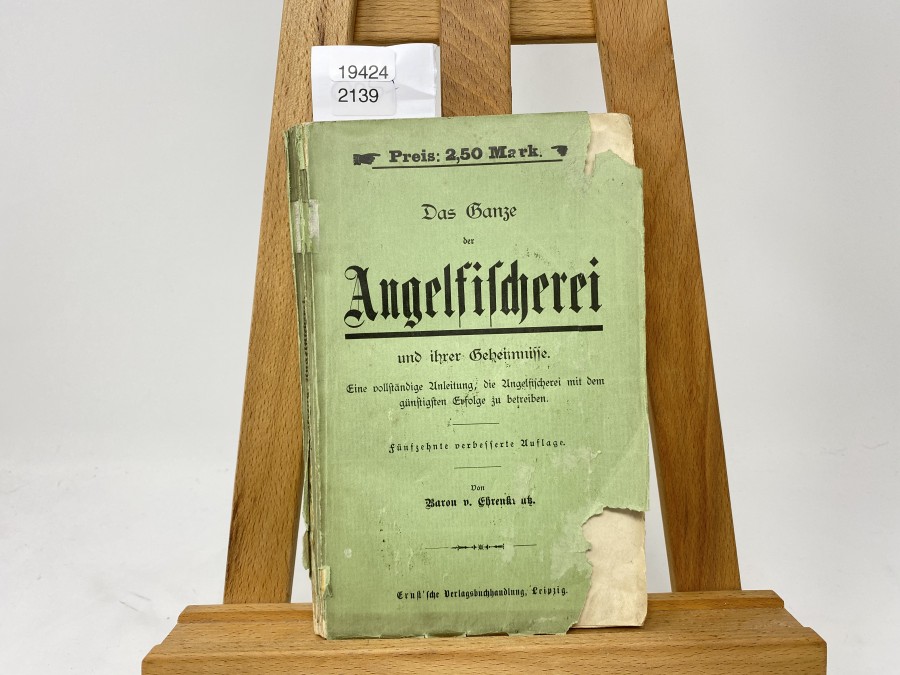 19424
2139
Preis: 2,50 Mark.
Das Ganze
der
Angelfischerei
und ihrer Geheimnisse.
Eine vollständige Anleitung, die Angelfischerei mit dem
günstigsten Erfolge zu betreiben.
Fünfzehnte verbesserte Auflage.
Von
Baron v.
Ernst'sche Verlagsbuchhandlung, Leipzig.